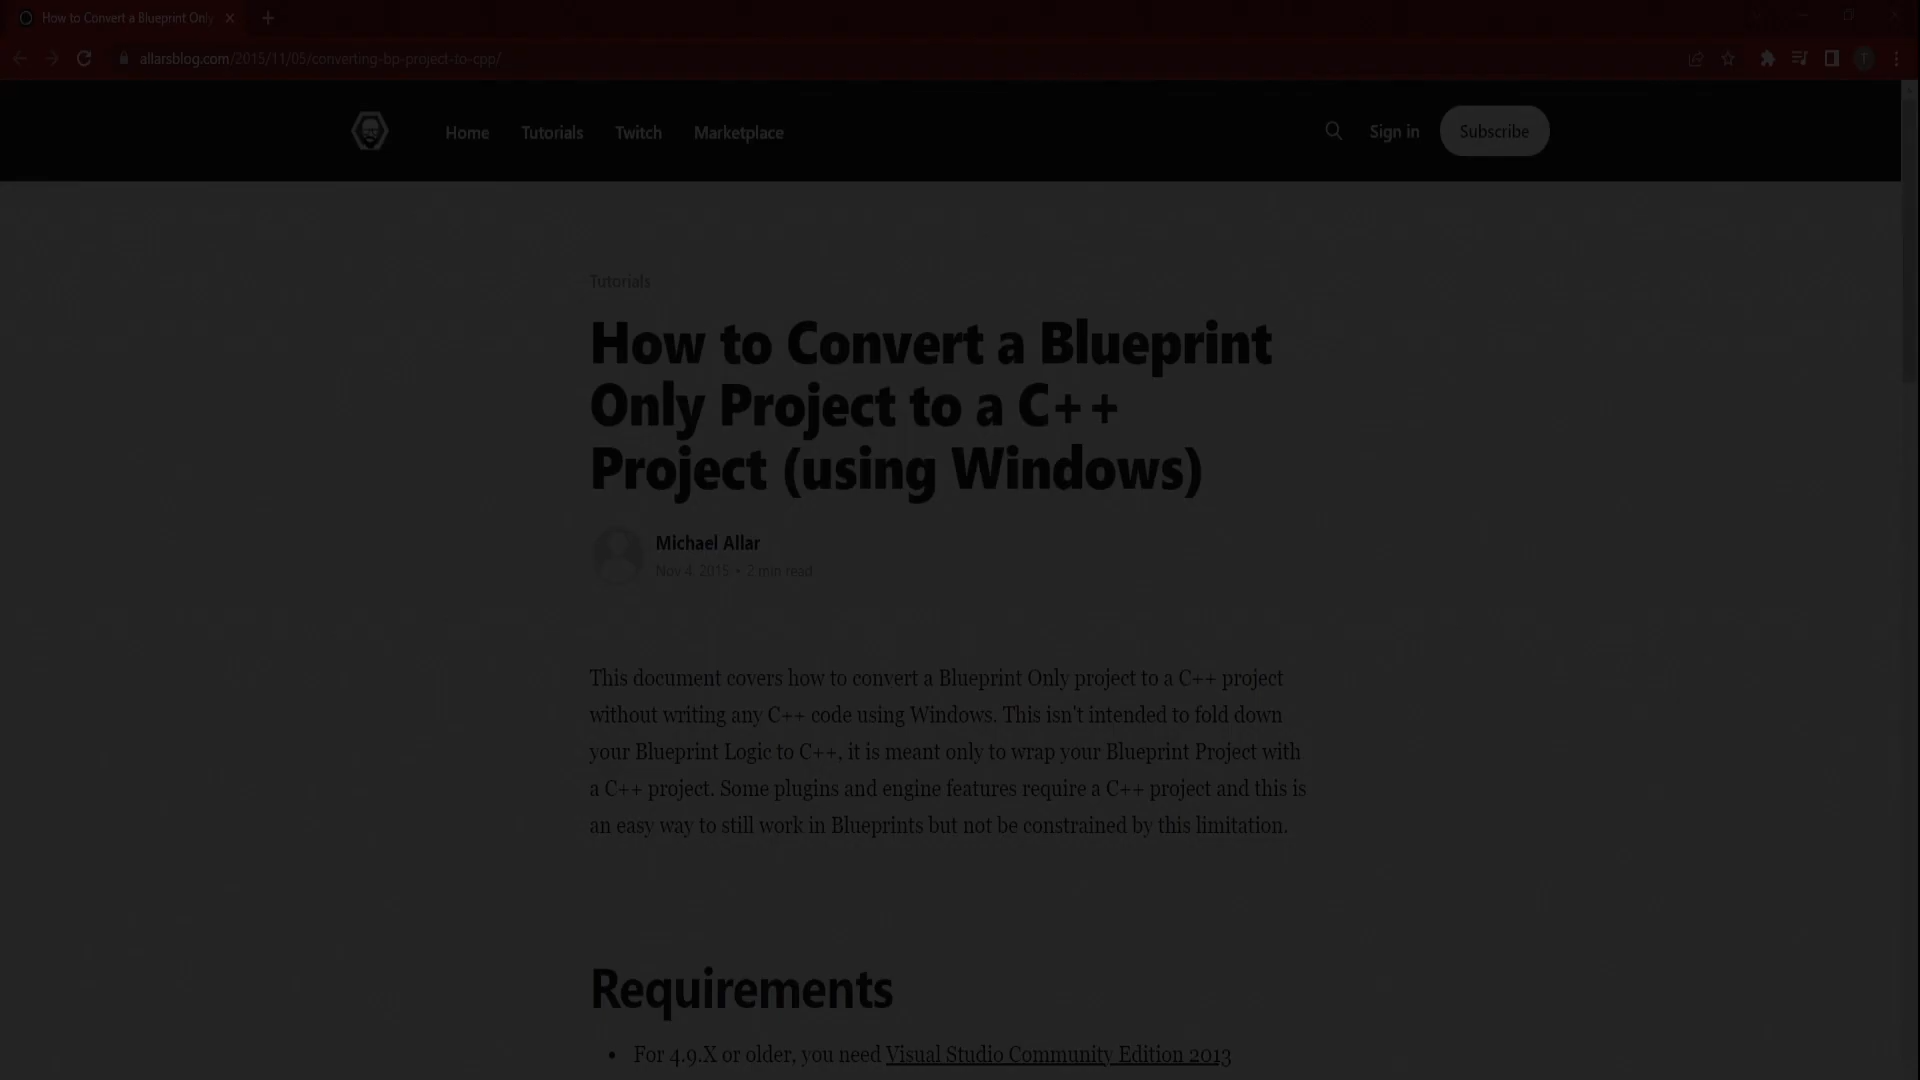 How to Convert a Blueprint Only
allarsblog.com/2015/11/05/converting-bp-project-to-cpp/
T
Home
Tutorials
Twitch
Marketplace
Sign in
Subscribe
Tutorials
How to Convert a Blueprint
Only Project to a C++
Project (using Windows)
Michael Allar
Nov 4, 2015 • 2 min read
This document covers how to convert a Blueprint Only project to a C++ project
without writing any C++ code using Windows. This isn't intended to fold down
your Blueprint Logic to C++, it is meant only to wrap your Blueprint Project with
a C++ project. Some plugins and engine features require a C++ project and this is
an easy way to still work in Blueprints but not be constrained by this limitation.
Requirements
• For 4.9.X or older, you need Visual Studio Community Edition 2013